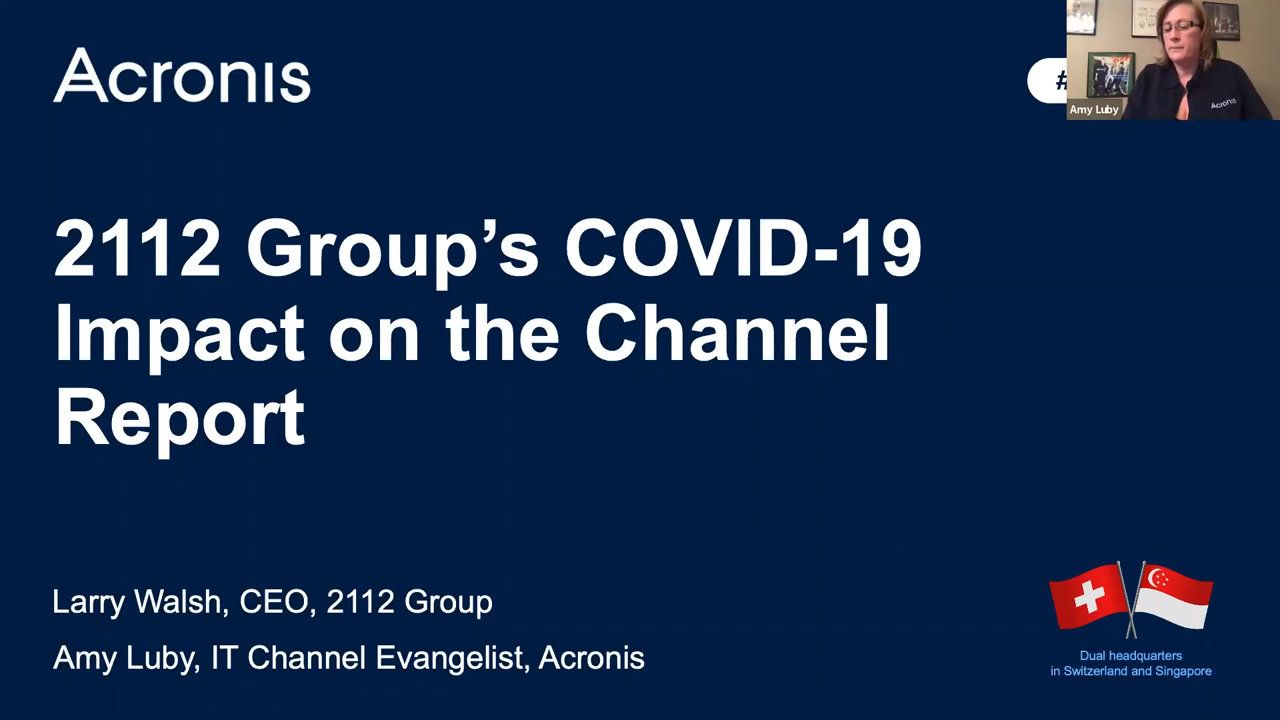 Acronis
#
Amy Luby
Acronis
2112 Group’s COVID-19
Impact on the Channel
Report
Larry Walsh, CEO, 2112 Group
Amy Luby, IT Channel Evangelist, Acronis
Dual headquarters
in Switzerland and Singapore